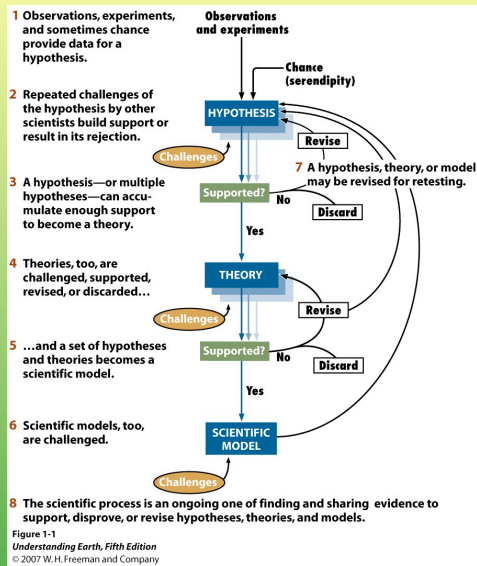 1 Observations, experiments,
and sometimes chance
provide data for a
hypothesis.
Observations
and experiments
Chance
(serendipity)
2 Repeated challenges of
the hypothesis by other
scientists build support or
result in its rejection.
HYPOTHESIS
Revise
Challenges
7 A hypothesis, theory, or model
may be revised for retesting.
3 A hypothesis—or multiple
hypotheses—can accu-
mulate enough support
to become a theory.
Supported?
No
Discard
Yes
4 Theories, too, are
challenged, supported,
revised, or discarded...
THEORY
Challenges
Revise
5 ...and a set of hypotheses
and theories becomes a
scientific model.
Supported?
No
Discard
Yes
6 Scientific models, too,
are challenged.
SCIENTIFIC
MODEL
Challenges
8 The scientific process is an ongoing one of finding and sharing evidence to
support, disprove, or revise hypotheses, theories, and models.
Figure 1-1
Understanding Earth, Fifth Edition
© 2007 W. H. Freeman and Company